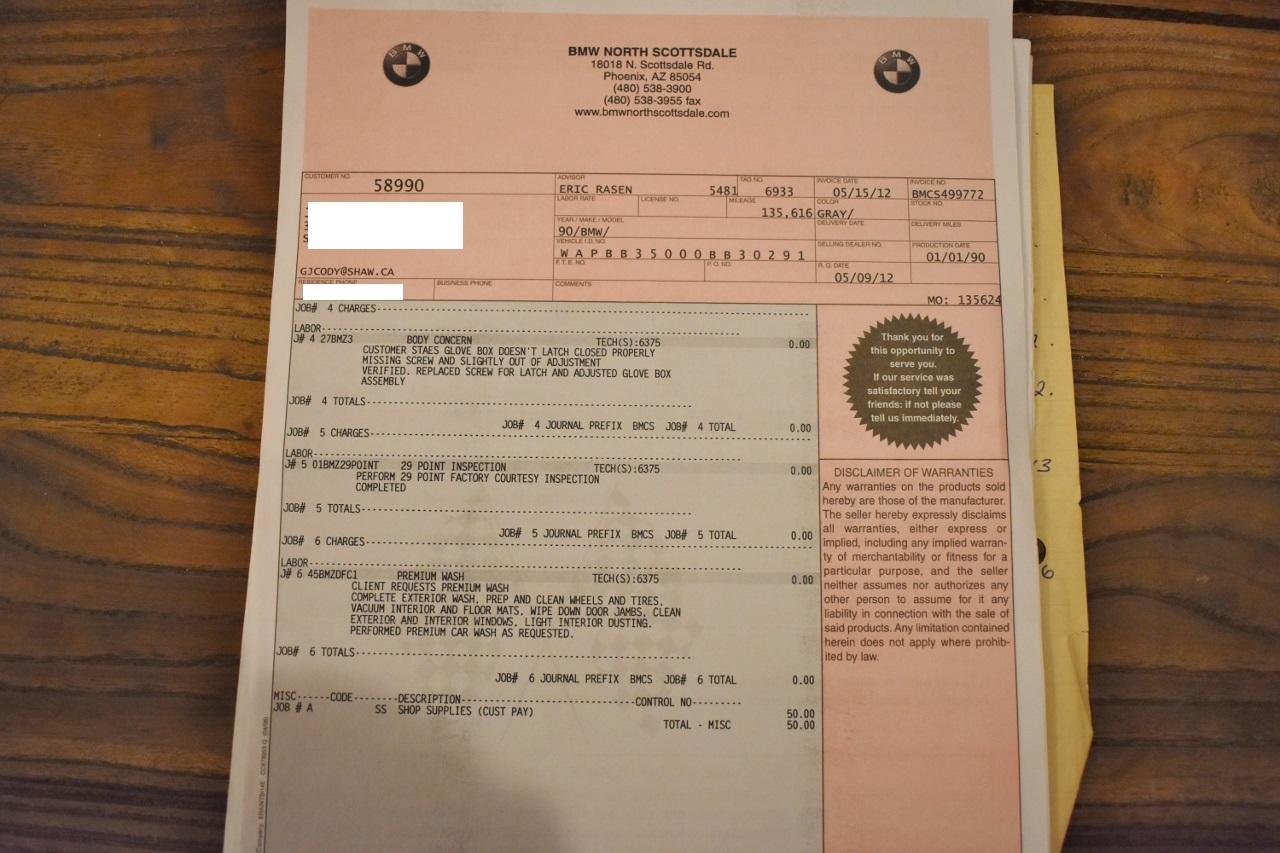 BMW NORTH SCOTTSDALE
18018 N. Scottsdale Rd.
Phoenix, AZ 85054
(480) 538-3900
(480) 538-3955 fax
www.bmwnorthscottsdale.com
BMW
BMW
CUSTOMER NO. 58990
ADVISOR ERIC RASEN 5481
TAG NO. 6933
INVOICE DATE 05/15/12
INVOICE NO. BMCS499772
LABOR RATE
LICENSE NO.
MILEAGE 135,616
COLOR GRAY/
STOCK NO.
YEAR / MAKE / MODEL 90/BMW/
DELIVERY DATE
DELIVERY MILES
VEHICLE I.D. NO. WAPBB35000BB30291
SELLING DEALER NO.
PRODUCTION DATE 01/01/90
F. T. E. NO.
P. O. NO.
R. O. DATE 05/09/12
GJCODY@SHAW.CA
RESIDENCE PHONE
BUSINESS PHONE
COMMENTS
MO: 135624
JOB# 4 CHARGES
LABOR
J# 4 27BMZ3 BODY CONCERN TECH(S):6375 0.00
CUSTOMER STAES GLOVE BOX DOESN'T LATCH CLOSED PROPERLY
MISSING SCREW AND SLIGHTLY OUT OF ADJUSTMENT
VERIFIED. REPLACED SCREW FOR LATCH AND ADJUSTED GLOVE BOX
ASSEMBLY
JOB# 4 TOTALS
JOB# 4 JOURNAL PREFIX BMCS JOB# 4 TOTAL 0.00
JOB# 5 CHARGES
LABOR
J# 5 01BMZ29POINT 29 POINT INSPECTION TECH(S):6375 0.00
PERFORM 29 POINT FACTORY COURTESY INSPECTION
COMPLETED
JOB# 5 TOTALS
JOB# 5 JOURNAL PREFIX BMCS JOB# 5 TOTAL 0.00
JOB# 6 CHARGES
LABOR
J# 6 45BMZDFC1 PREMIUM WASH TECH(S):6375 0.00
CLIENT REQUESTS PREMIUM WASH
COMPLETE EXTERIOR WASH, PREP AND CLEAN WHEELS AND TIRES,
VACUUM INTERIOR AND FLOOR MATS, WIPE DOWN DOOR JAMBS, CLEAN
EXTERIOR AND INTERIOR WINDOWS, LIGHT INTERIOR DUSTING.
PERFORMED PREMIUM CAR WASH AS REQUESTED.
JOB# 6 TOTALS
JOB# 6 JOURNAL PREFIX BMCS JOB# 6 TOTAL 0.00
MISC------CODE-------DESCRIPTION----------CONTROL NO
JOB # A SS SHOP SUPPLIES (CUST PAY) 50.00
TOTAL - MISC 50.00
Thank you for
this opportunity to
serve you.
If our service was
satisfactory tell your
friends: if not please
tell us immediately.
DISCLAIMER OF WARRANTIES
Any warranties on the products sold
hereby are those of the manufacturer.
The seller hereby expressly disclaims
all warranties, either express or
implied, including any implied warran-
ty of merchantability or fitness for a
particular purpose, and the seller
neither assumes nor authorizes any
other person to assume for it any
liability in connection with the sale of
said products. Any limitation contained
herein does not apply where prohib-
ited by law.